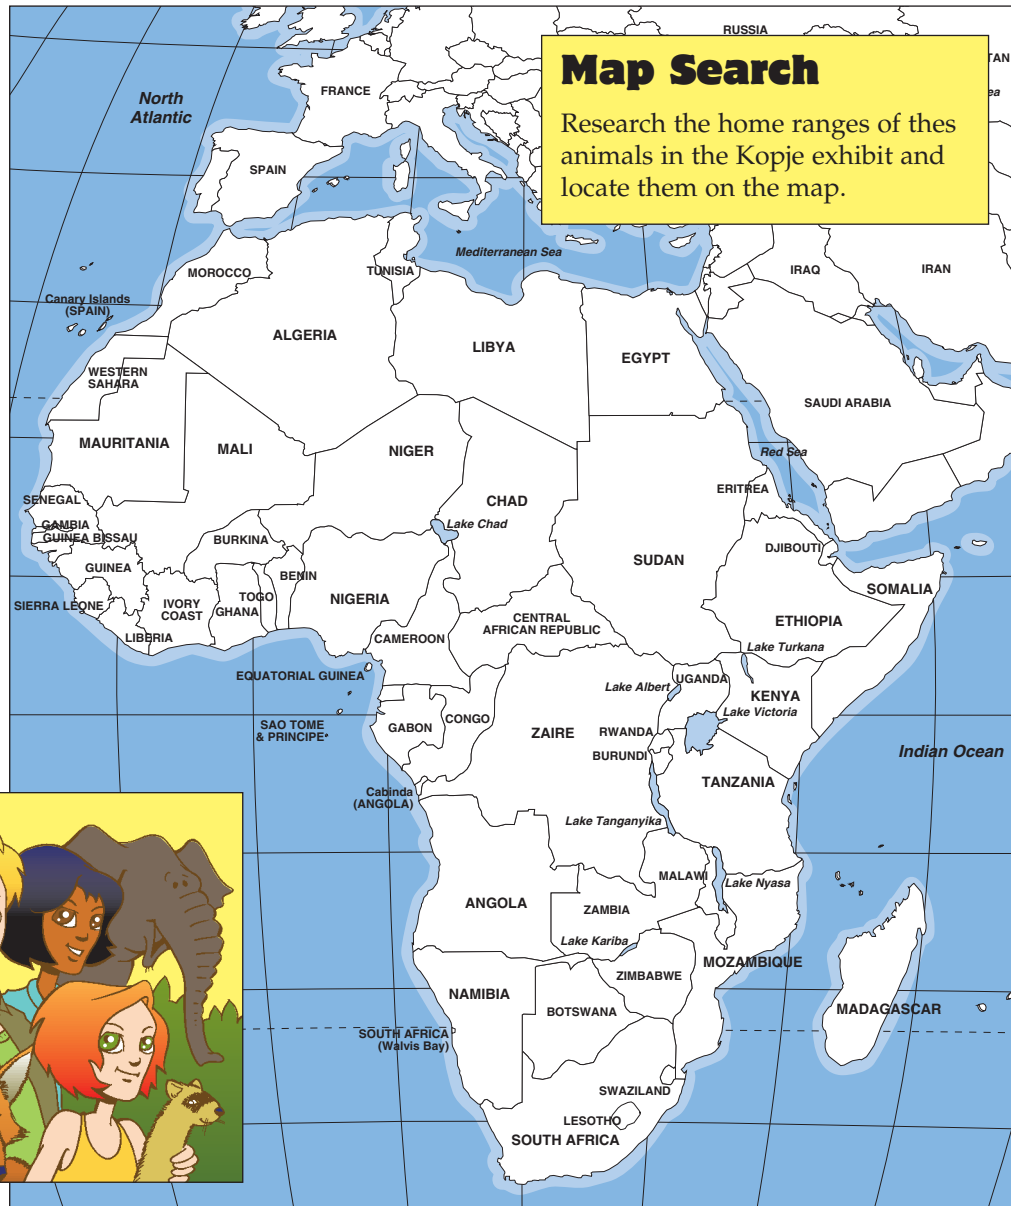 RUSSIA
Map Search
Research the home ranges of thes
animals in the Kopje exhibit and
locate them on the map.
TAN
ea
North
Atlantic
FRANCE
SPAIN
Mediterranean Sea
MOROCCO
TUNISIA
IRAQ
IRAN
Canary Islands
(SPAIN)
ALGERIA
LIBYA
EGYPT
WESTERN
SAHARA
SAUDI ARABIA
MAURITANIA
MALI
NIGER
Red Sea
CHAD
ERITREA
SENEGAL
GAMBIA
GUINEA BISSAU
Lake Chad
BURKINA
DJIBOUTI
GUINEA
BENIN
SUDAN
SOMALIA
SIERRA LEONE
IVORY
COAST
GHANA
TOGO
NIGERIA
ETHIOPIA
LIBERIA
CAMEROON
CENTRAL
AFRICAN REPUBLIC
Lake Turkana
EQUATORIAL GUINEA
Lake Albert
UGANDA
KENYA
Lake Victoria
SAO TOME
& PRINCIPE
GABON
CONGO
ZAIRE
RWANDA
BURUNDI
Indian Ocean
TANZANIA
Cabinda
(ANGOLA)
Lake Tanganyika
MALAWI
Lake Nyasa
ANGOLA
ZAMBIA
Lake Kariba
MOZAMBIQUE
ZIMBABWE
NAMIBIA
BOTSWANA
MADAGASCAR
SOUTH AFRICA
(Walvis Bay)
SWAZILAND
LESOTHO
SOUTH AFRICA